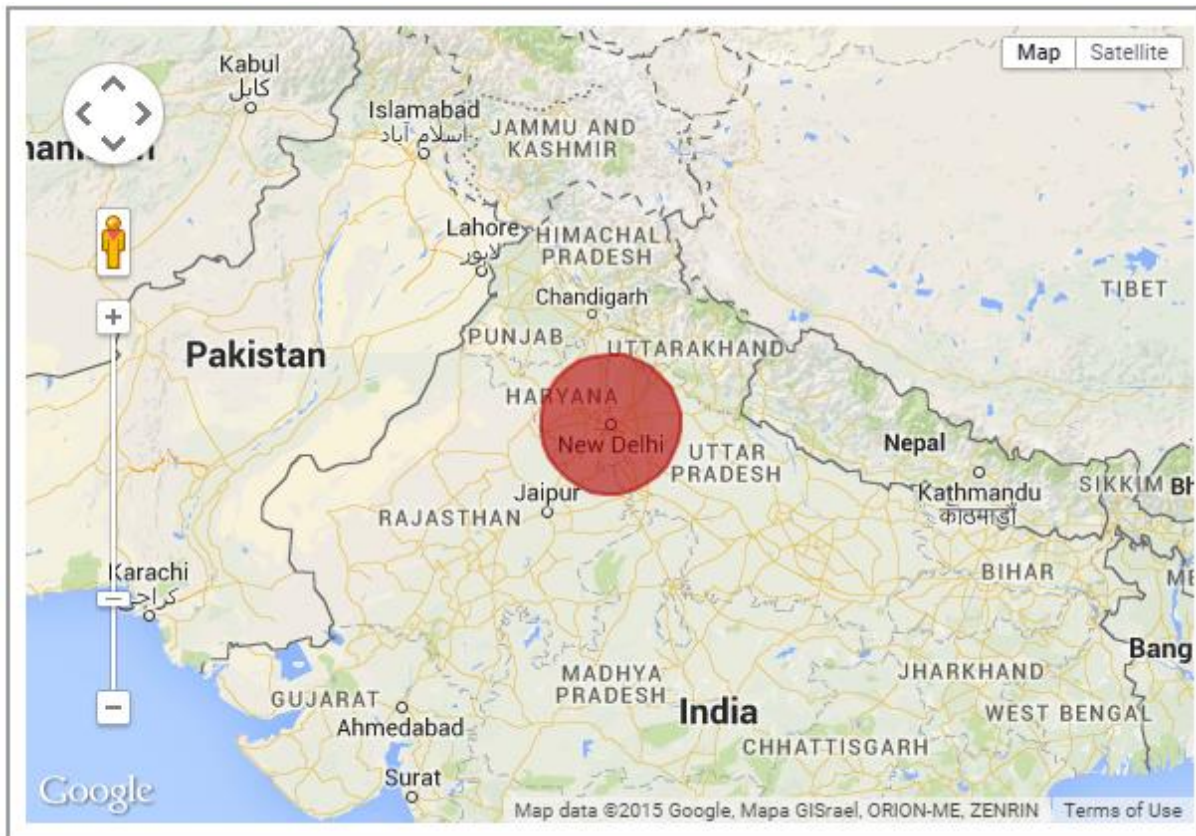 Map Satellite
Kabul
کابل
Islamabad
اسلام آباد
JAMMU AND
KASHMIR
Lahore
لاہور
HIMACHAL
PRADESH
TIBET
Chandigarh
PUNJAB
UTTARAKHAND
Pakistan
HARYANA
New Delhi
Nepal
UTTAR
PRADESH
Kathmandu
काठमाडौं
SIKKIM
Bh
Jaipur
RAJASTHAN
Karachi
کراچی
BIHAR
ME
Bang
MADHYA
PRADESH
JHARKHAND
GUJARAT
India
WEST BENGAL
Ahmedabad
CHHATTISGARH
Surat
Google
Map data ©2015 Google, Mapa GISrael, ORION-ME, ZENRIN Terms of Use